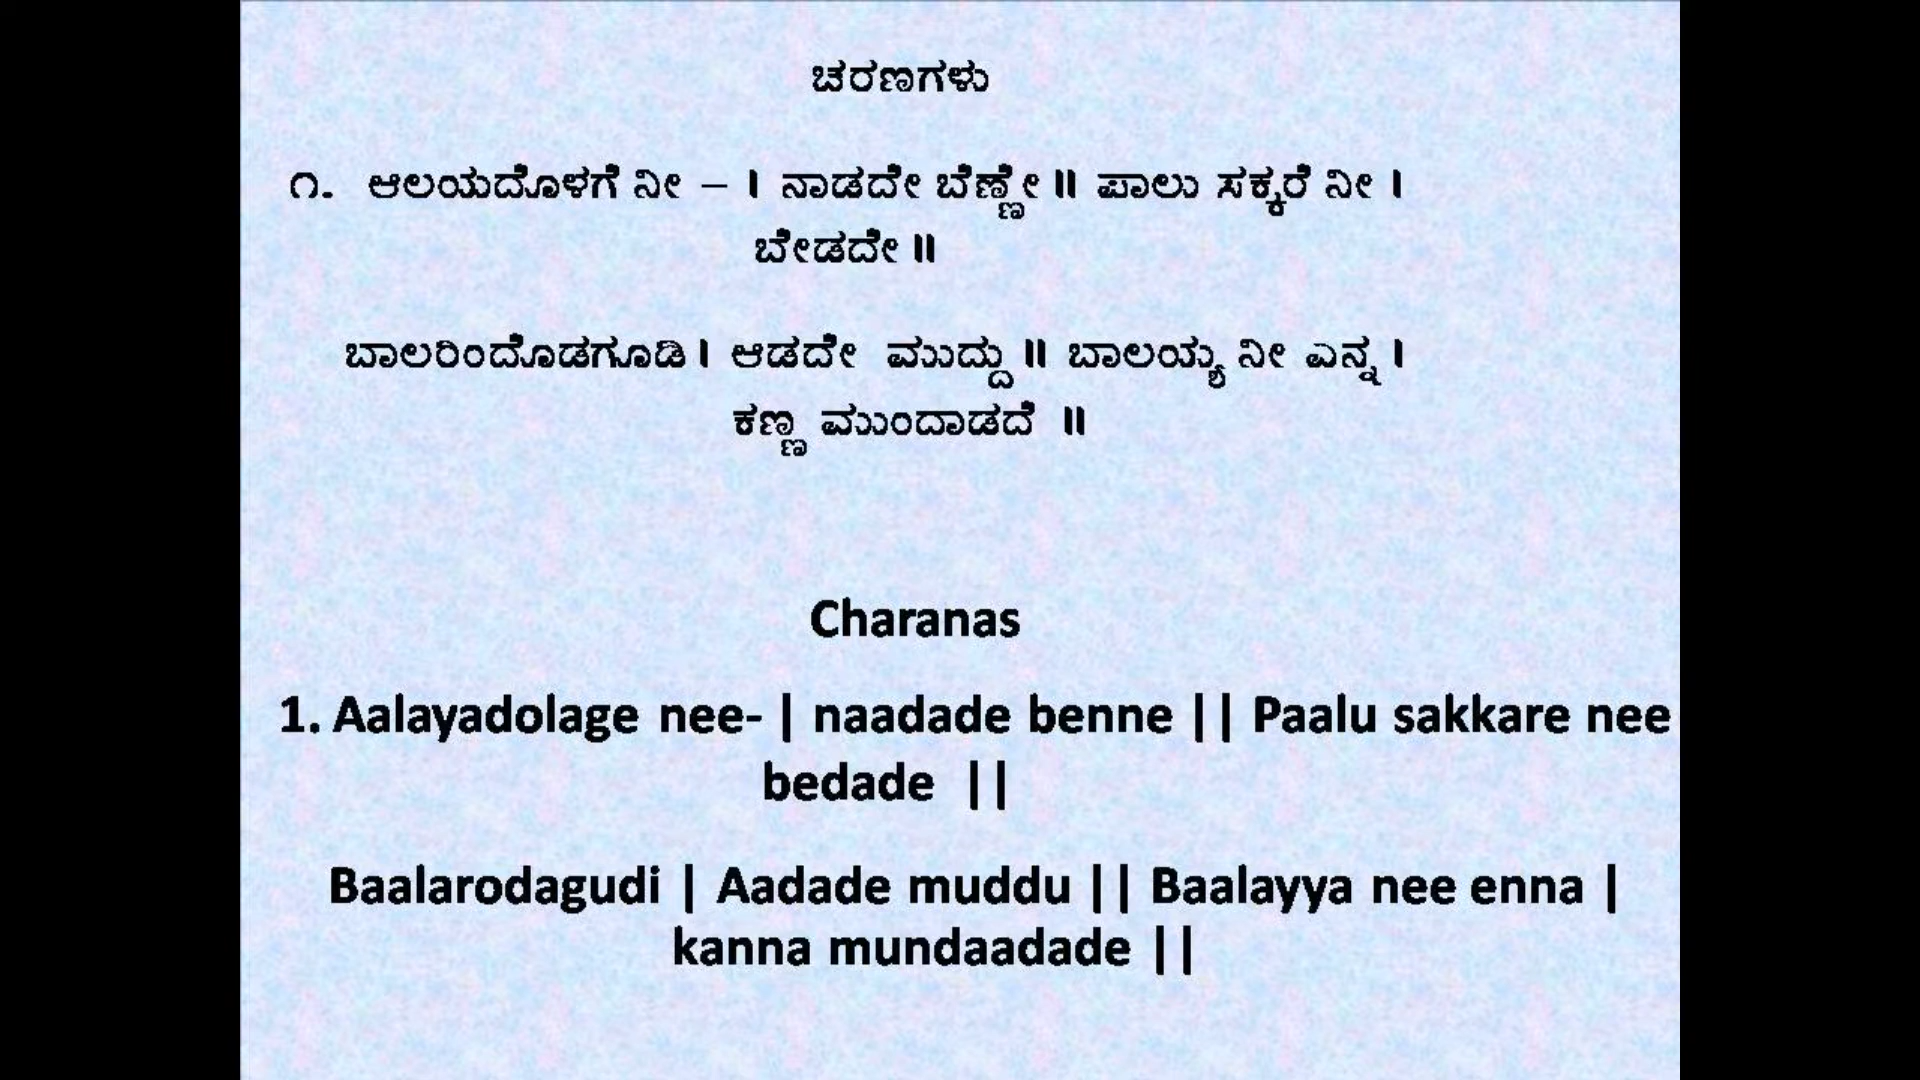 ಚರಣಗಳು
೧. ಆಲಯದೊಳಗೆ ನೀ – । ನಾಡದೇ ಬೆಣ್ಣೇ ॥ ಪಾಲು ಸಕ್ಕರೆ ನೀ ।
ಬೇಡದೇ ॥
ಬಾಲರಿಂದೊಡಗೂಡಿ । ಆಡದೇ ಮುದ್ದು ॥ ಬಾಲಯ್ಯ ನೀ ಎನ್ನ ।
ಕಣ್ಣ ಮುಂದಾಡದೆ ॥
Charanas
1. Aalayadolage nee- | naadade benne || Paalu sakkare nee
bedade ||
Baalarodagudi | Aadade muddu || Baalayya nee enna |
kanna mundaadade ||